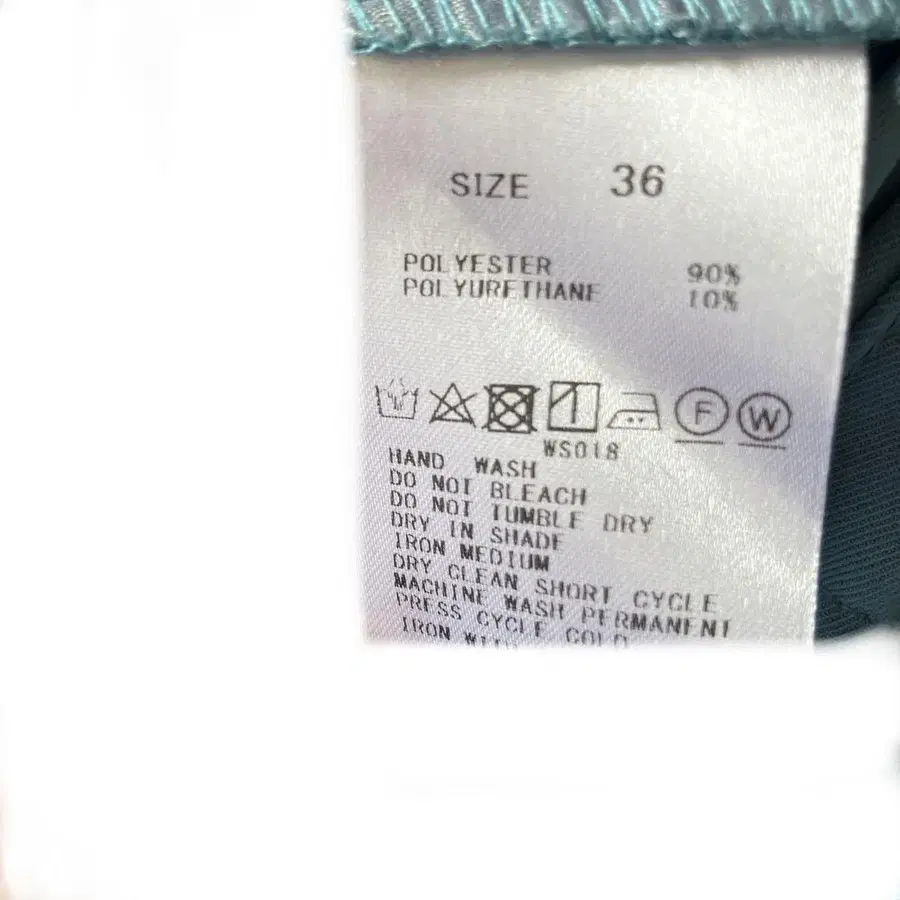 SIZE 36
POLYESTER 90%
POLYURETHANE 10%
F W
WS018
HAND WASH
DO NOT BLEACH
DO NOT TUMBLE DRY
DRY IN SHADE
IRON MEDIUM
DRY CLEAN SHORT CYCLE
MACHINE WASH PERMANENT
PRESS CYCLE COLD
IRON